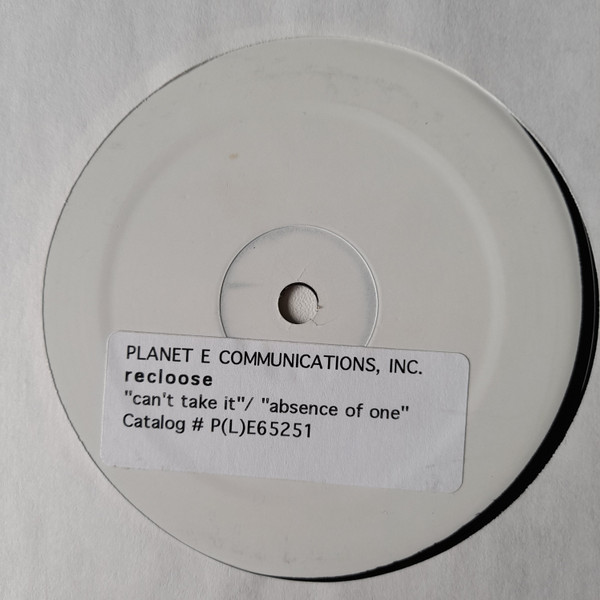 PLANET E COMMUNICATIONS, INC.
recloose
"can't take it"/ "absence of one"
Catalog # P(L)E65251